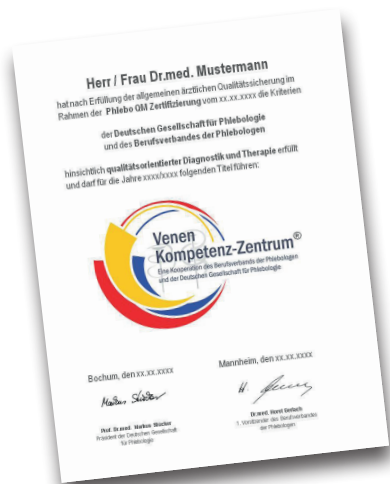 Herr / Frau Dr.med. Mustermann
hat nach Erfüllung der allgemeinen ärztlichen Qualitätssicherung im
Rahmen der Phlebo QM Zertifizierung vom xx.xx.xxxx die Kriterien
der Deutschen Gesellschaft für Phlebologie
und des Berufsverbandes der Phlebologen
hinsichtlich qualitätsorientierter Diagnostik und Therapie erfüllt
und darf für die Jahre xxxx/xxxx folgenden Titel führen:
Venen
Kompetenz-Zentrum®
Eine Kooperation des Berufsverbands der Phlebologen
und der Deutschen Gesellschaft für Phlebologie
Bochum, den xx.xx.xxxx
Mannheim, den xx.xx.xxxx
Prof. Dr.med. Markus Stücker
Präsident der Deutschen Gesellschaft
für Phlebologie
Dr.med. Horst Gerlach
1. Vorsitzender des Berufsverbandes
der Phlebologen